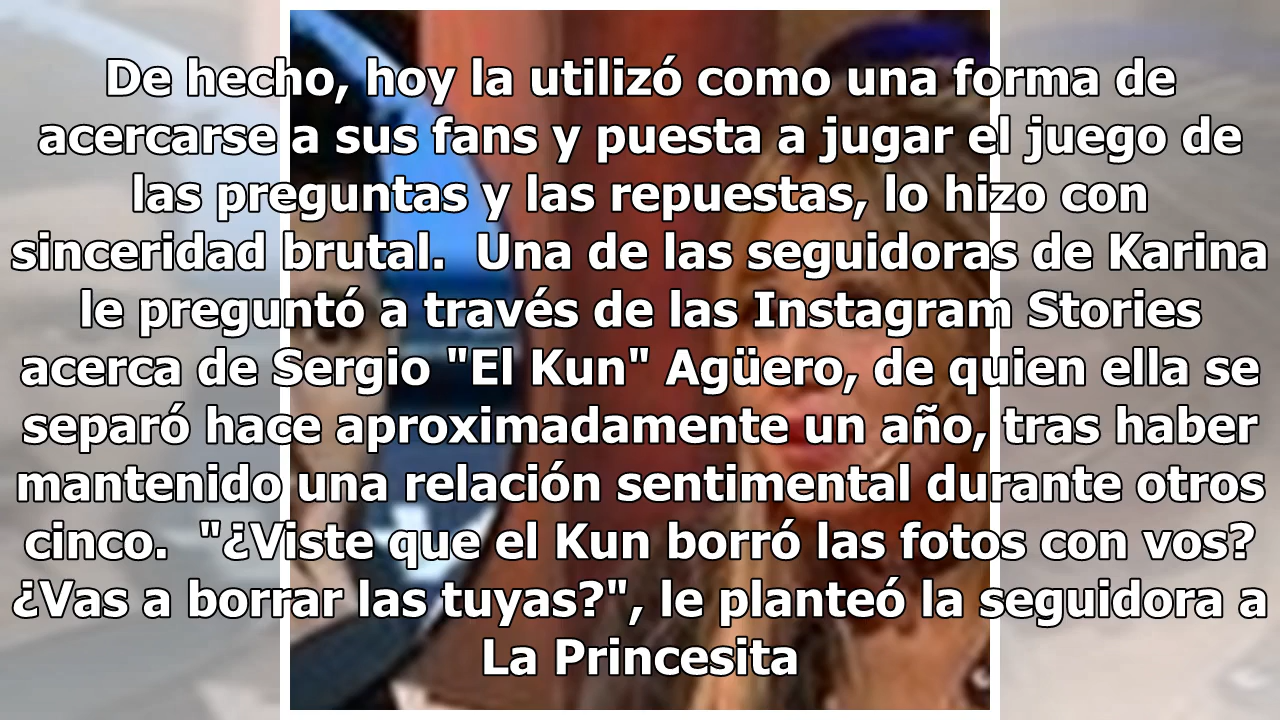 De hecho, hoy la utilizó como una forma de
acercarse a sus fans y puesta a jugar el juego de
las preguntas y las repuestas, lo hizo con
sinceridad brutal.  Una de las seguidoras de Karina
le preguntó a través de las Instagram Stories
acerca de Sergio "El Kun" Agüero, de quien ella se
separó hace aproximadamente un año, tras haber
mantenido una relación sentimental durante otros
cinco.  "¿Viste que el Kun borró las fotos con vos?
¿Vas a borrar las tuyas?", le planteó la seguidora a
La Princesita